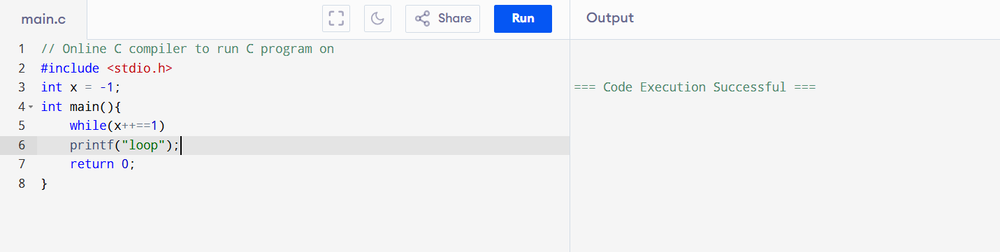 main.c
Share
Run
Output
1 // Online C compiler to run C program on
2 #include <stdio.h>
3 int x = -1;
4 int main(){
5     while(x++==1)
6     printf("loop");
7     return 0;
8 }
=== Code Execution Successful ===